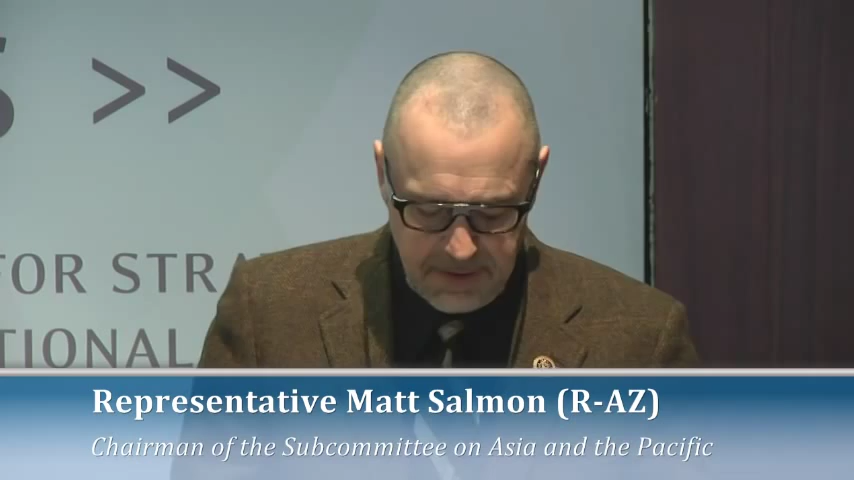 S >>
FOR STRA
TIONAL
Representative Matt Salmon (R-AZ)
Chairman of the Subcommittee on Asia and the Pacific